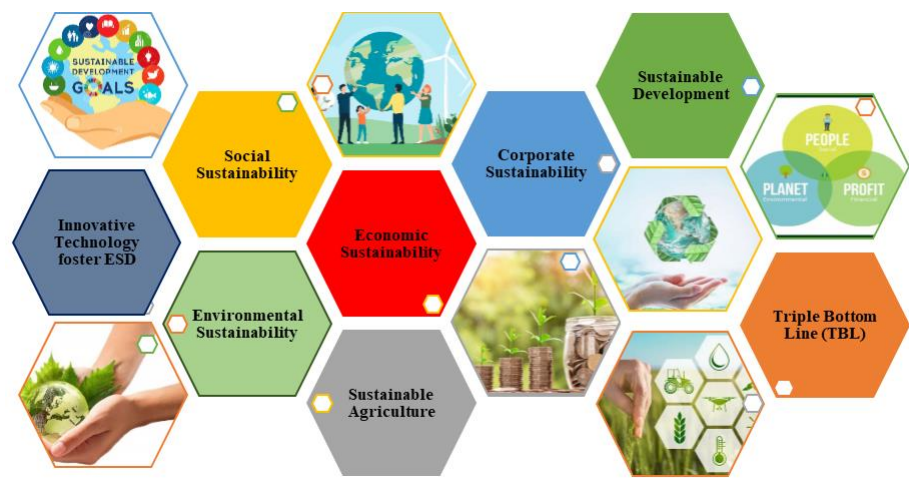 SUSTAINABLE
DEVELOPMENT
GOALS
Social
Sustainability
Corporate
Sustainability
Sustainable
Development
PEOPLE
PLANET
Environmental
PROFIT
Financial
Innovative
Technology
foster ESD
Economic
Sustainability
Environmental
Sustainability
Triple Bottom
Line (TBL)
Sustainable
Agriculture